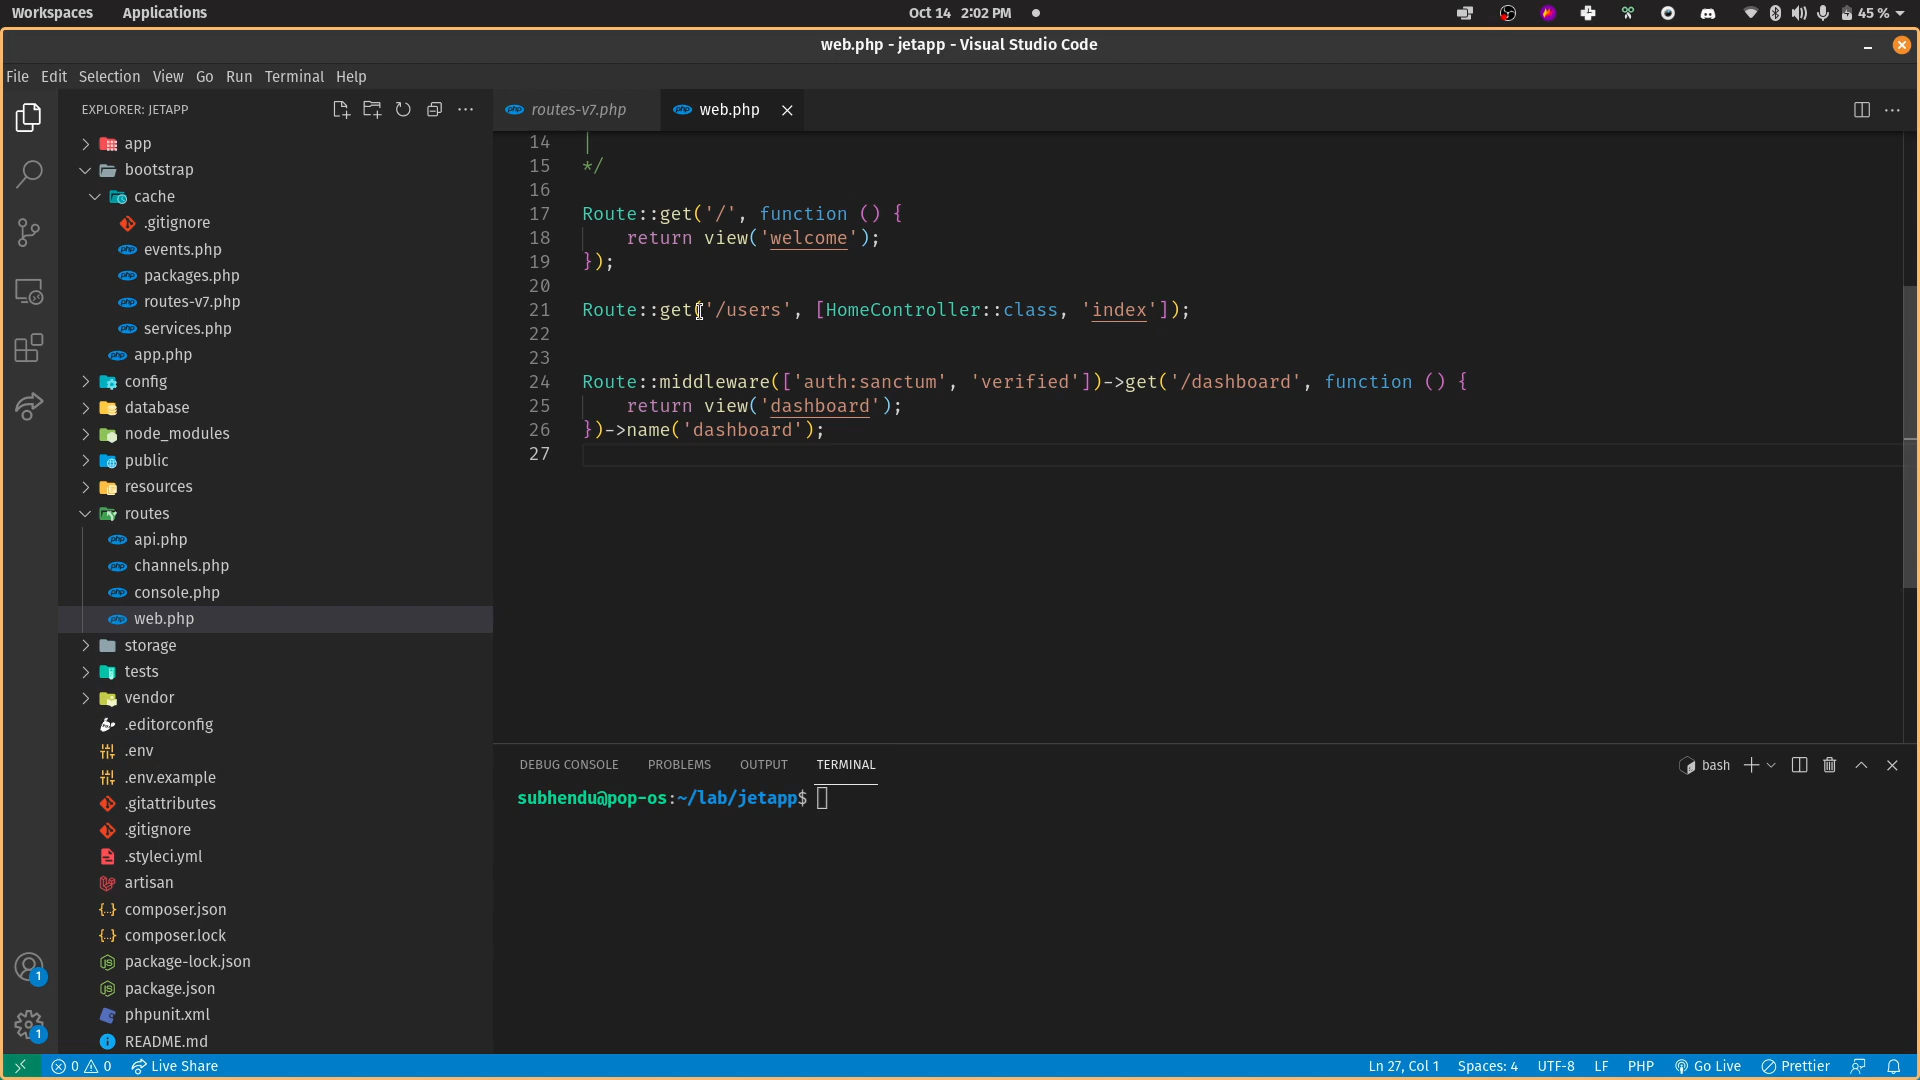 Workspaces Applications Oct 14 2:02 PM 45 %
web.php - jetapp - Visual Studio Code
File Edit Selection View Go Run Terminal Help
EXPLORER: JETAPP
app
bootstrap
cache
.gitignore
events.php
packages.php
routes-v7.php
services.php
app.php
config
database
node_modules
public
resources
routes
api.php
channels.php
console.php
web.php
storage
tests
vendor
.editorconfig
.env
.env.example
.gitattributes
.gitignore
.styleci.yml
artisan
composer.json
composer.lock
package-lock.json
package.json
phpunit.xml
README.md
1
1
routes-v7.php web.php
14 |
15 */
16
17 Route::get('/', function () {
18 return view('welcome');
19 });
20
21 Route::get('/users', [HomeController::class, 'index']);
22
23
24 Route::middleware(['auth:sanctum', 'verified'])->get('/dashboard', function () {
25 return view('dashboard');
26 })->name('dashboard');
27
DEBUG CONSOLE PROBLEMS OUTPUT TERMINAL bash
subhendu@pop-os:~/lab/jetapp$
0 0 Live Share Ln 27, Col 1 Spaces: 4 UTF-8 LF PHP Go Live Prettier